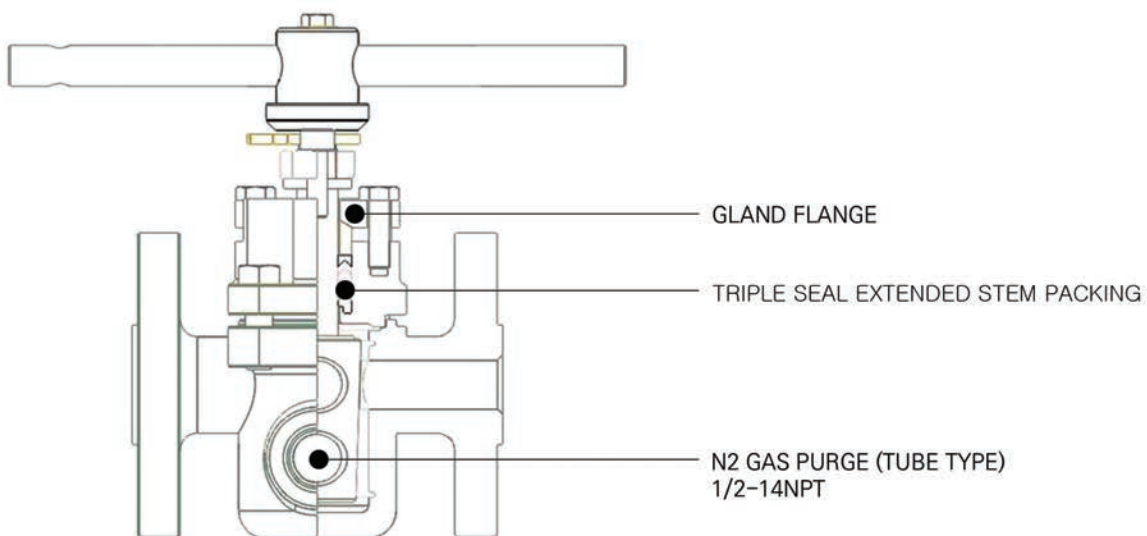 GLAND FLANGE
TRIPLE SEAL EXTENDED STEM PACKING
N2 GAS PURGE (TUBE TYPE)
1/2-14NPT